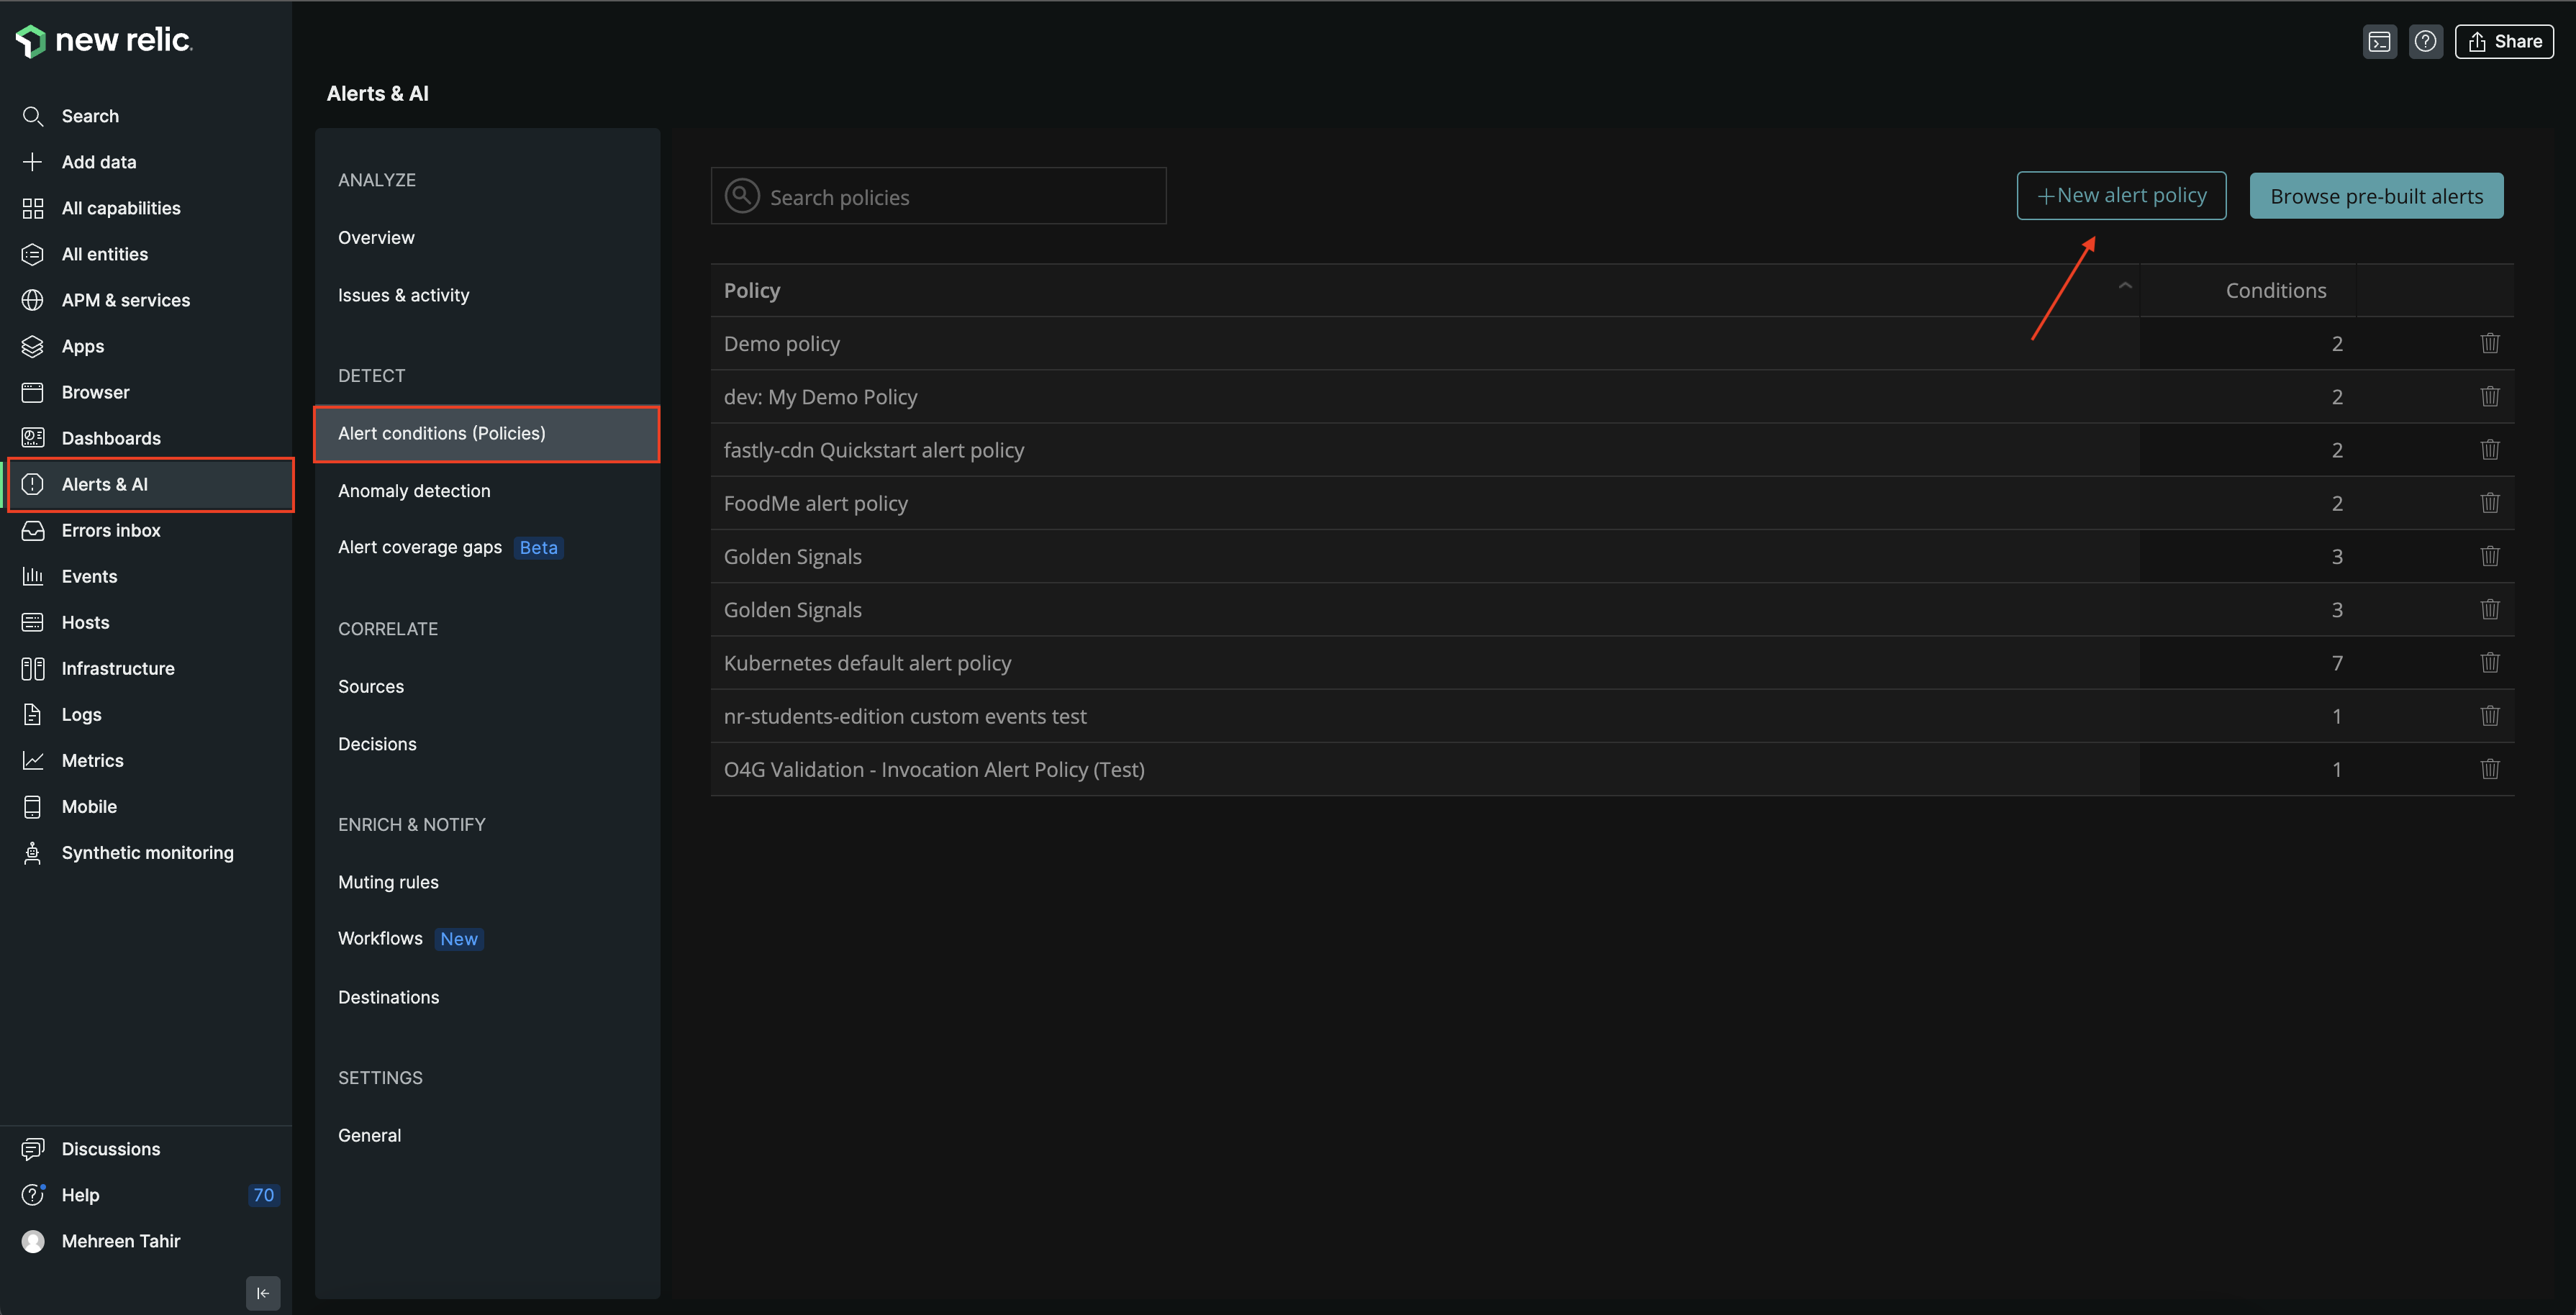 new relic.
Search
Add data
All capabilities
All entities
APM & services
Apps
Browser
Dashboards
Alerts & AI
Errors inbox
Events
Hosts
Infrastructure
Logs
Metrics
Mobile
Synthetic monitoring
Discussions
Help 70
Mehreen Tahir
Share
Alerts & AI
ANALYZE
Overview
Issues & activity
DETECT
Alert conditions (Policies)
Anomaly detection
Alert coverage gaps Beta
CORRELATE
Sources
Decisions
ENRICH & NOTIFY
Muting rules
Workflows New
Destinations
SETTINGS
General
Search policies
+New alert policy
Browse pre-built alerts
Policy Conditions
Demo policy 2
dev: My Demo Policy 2
fastly-cdn Quickstart alert policy 2
FoodMe alert policy 2
Golden Signals 3
Golden Signals 3
Kubernetes default alert policy 7
nr-students-edition custom events test 1
O4G Validation - Invocation Alert Policy (Test) 1